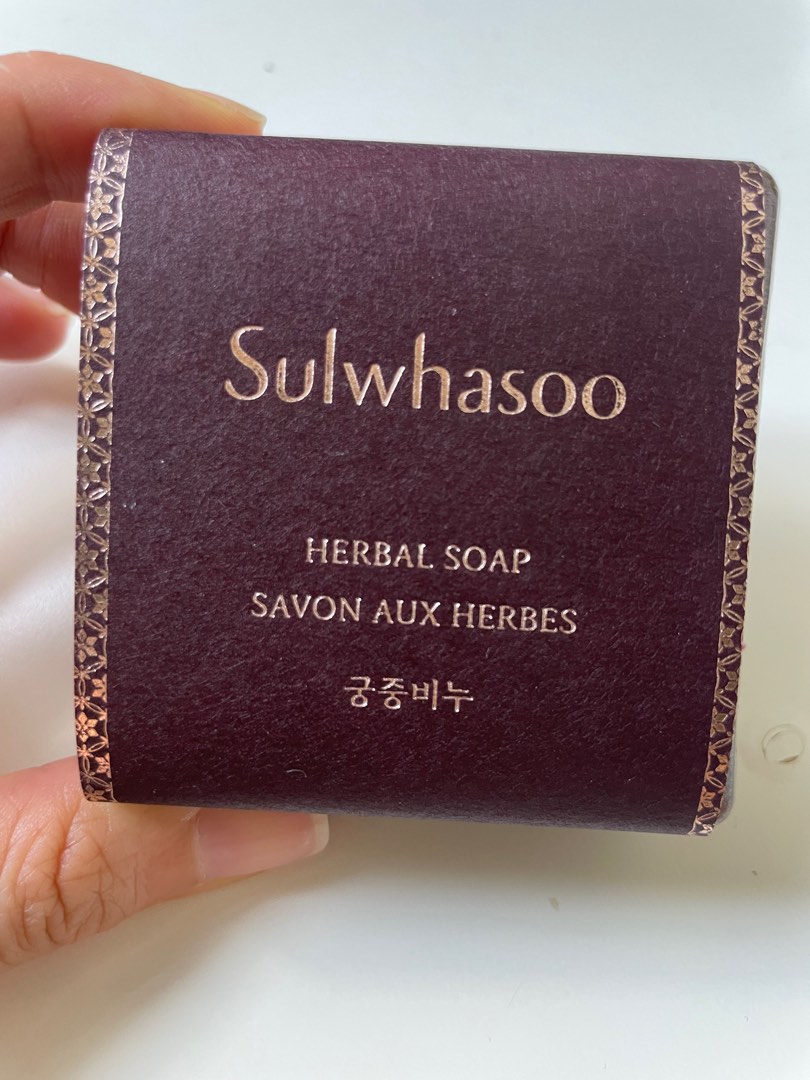 Sulwhasoo
HERBAL SOAP
SAVON AUX HERBES
궁중비누